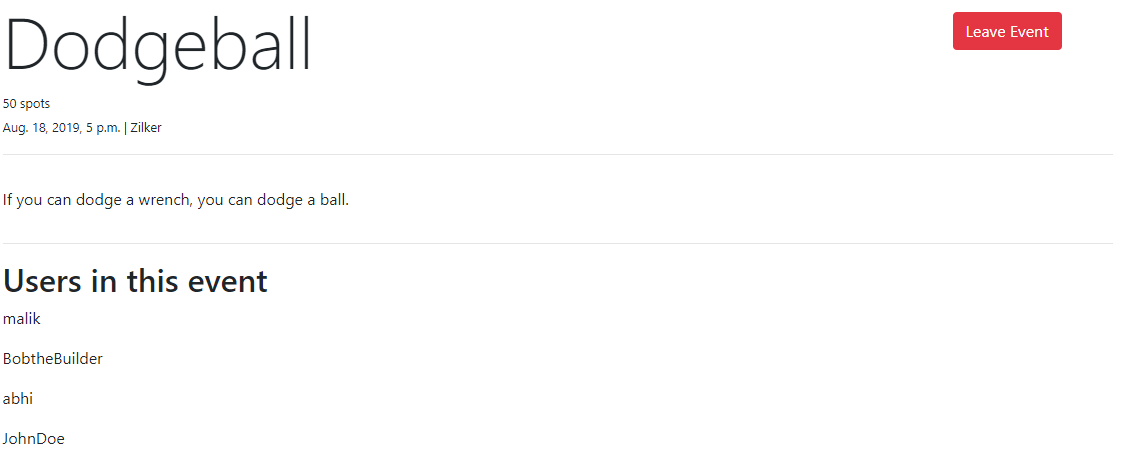 Dodgeball
Leave Event
50 spots
Aug. 18, 2019, 5 p.m. | Zilker
If you can dodge a wrench, you can dodge a ball.
Users in this event
malik
BobtheBuilder
abhi
JohnDoe